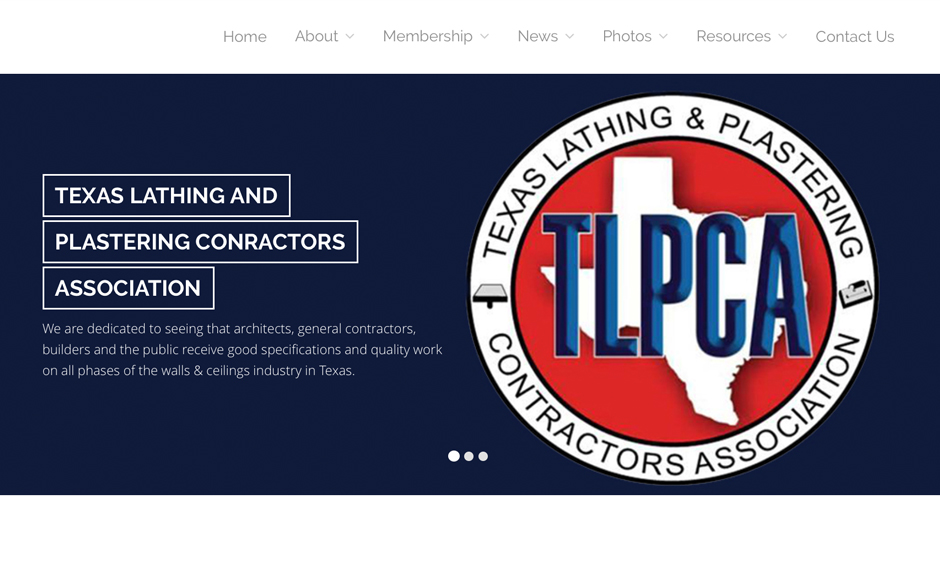 Home About Membership News Photos Resources Contact Us
TEXAS LATHING AND
PLASTERING CONRACTORS
ASSOCIATION
We are dedicated to seeing that architects, general contractors,
builders and the public receive good specifications and quality work
on all phases of the walls & ceilings industry in Texas.
TEXAS LATHING & PLASTERING
TLPCA
CONTRACTORS ASSOCIATION